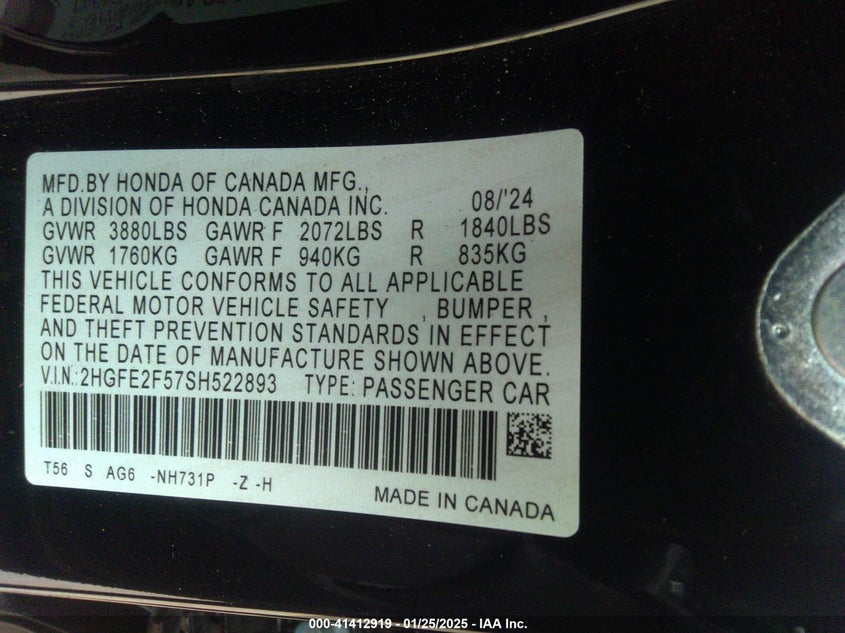 MFD.BY HONDA OF CANADA MFG.,
A DIVISION OF HONDA CANADA INC. 08/'24
GVWR 3880LBS GAWR F 2072LBS R 1840LBS
GVWR 1760KG GAWR F 940KG R 835KG
THIS VEHICLE CONFORMS TO ALL APPLICABLE
FEDERAL MOTOR VEHICLE SAFETY , BUMPER ,
AND THEFT PREVENTION STANDARDS IN EFFECT
ON THE DATE OF MANUFACTURE SHOWN ABOVE.
V.I.N.:2HGFE2F57SH522893 TYPE: PASSENGER CAR
T56 S AG6 -NH731P -Z -H
MADE IN CANADA
000-41412919 - 01/25/2025 - IAA Inc.